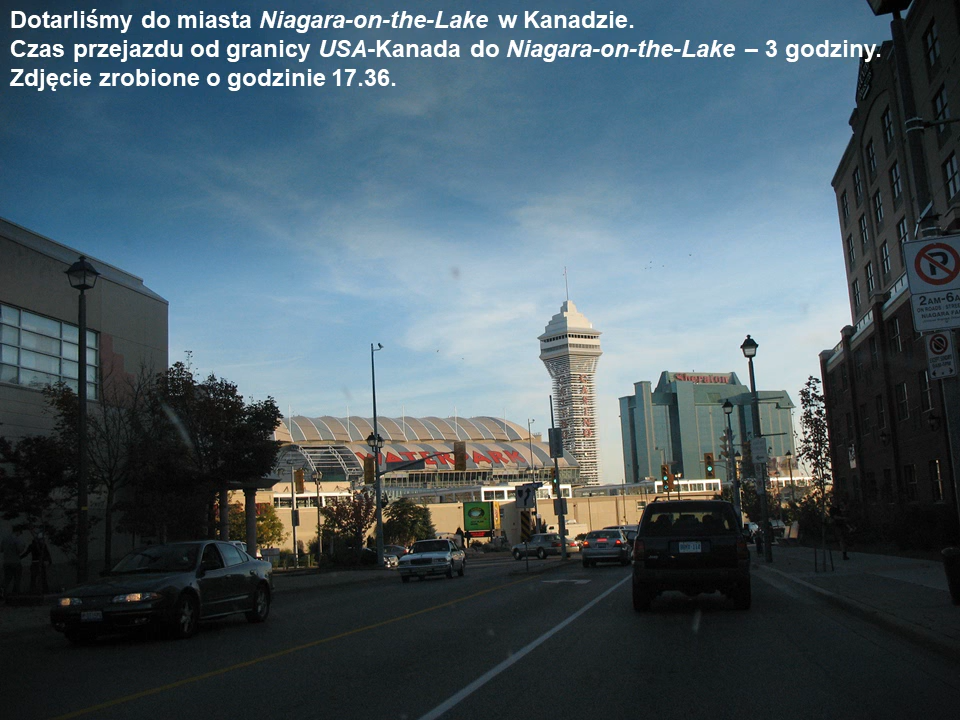 Dotarliśmy do miasta Niagara-on-the-Lake w Kanadzie.
Czas przejazdu od granicy USA-Kanada do Niagara-on-the-Lake – 3 godziny.
Zdjęcie zrobione o godzinie 17.36.
Sheraton
CASINO
WATERPARK
P
2AM-6AM